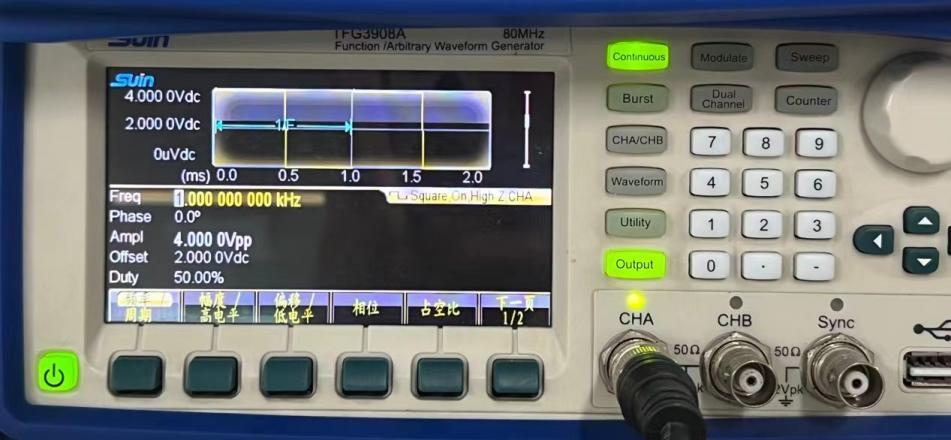 Suin
TFG3908A 80MHz
Function /Arbitrary Waveform Generator
Suin
4.000 0Vdc
2.000 0Vdc
0uVdc
1/F
(ms) 0.0 0.5 1.0 1.5 2.0
Freq 1.000 000 000 kHz
Square,On,High Z CHA
Phase 0.0°
Ampl 4.000 0Vpp
Offset 2.000 0Vdc
Duty 50.00%
频率/周期
幅度/高电平
偏移/低电平
相位
占空比
下一页 1/2
Continuous Modulate Sweep
Burst Dual Channel Counter
CHA/CHB 7 8 9
Waveform 4 5 6
Utility 1 2 3
Output 0 . -
CHA CHB Sync
50Ω 50Ω